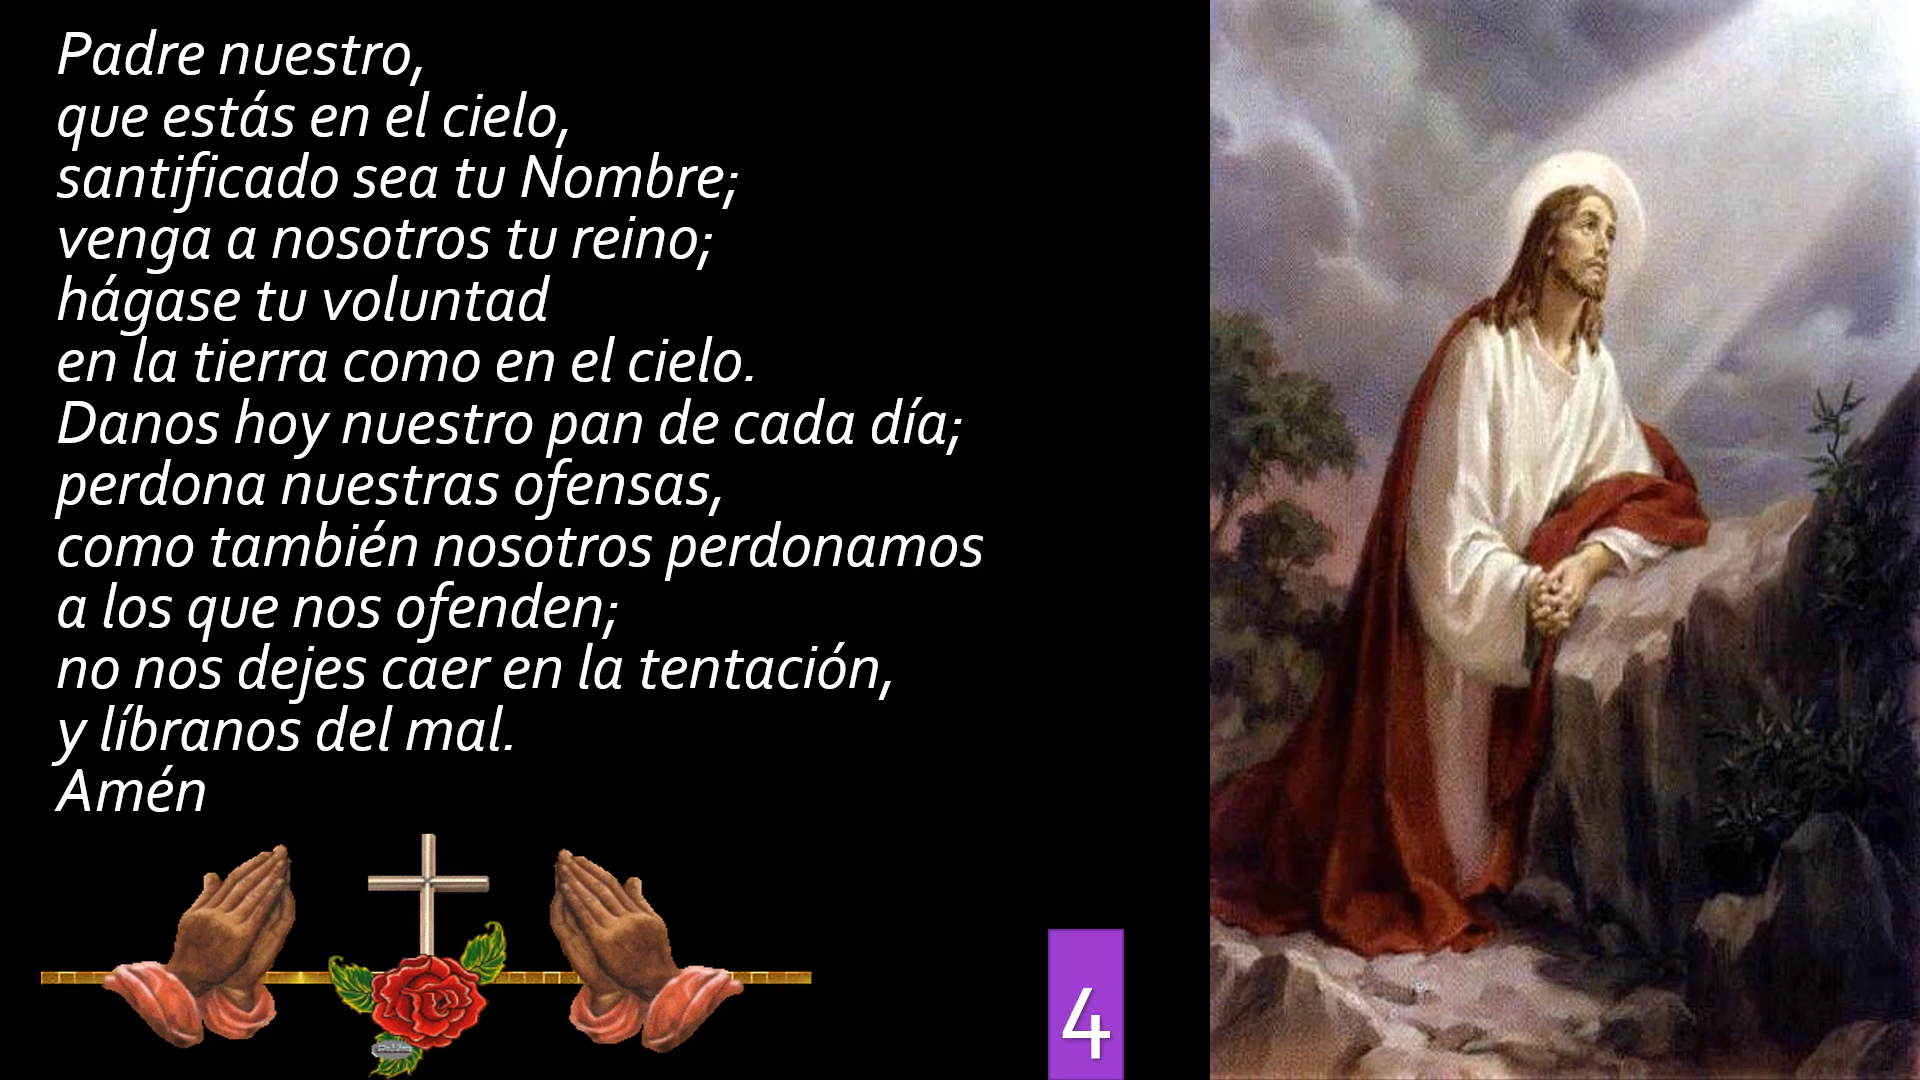 Padre nuestro,
que estás en el cielo,
santificado sea tu Nombre;
venga a nosotros tu reino;
hágase tu voluntad
en la tierra como en el cielo.
Danos hoy nuestro pan de cada día;
perdona nuestras ofensas,
como también nosotros perdonamos
a los que nos ofenden;
no nos dejes caer en la tentación,
y líbranos del mal.
Amén
4